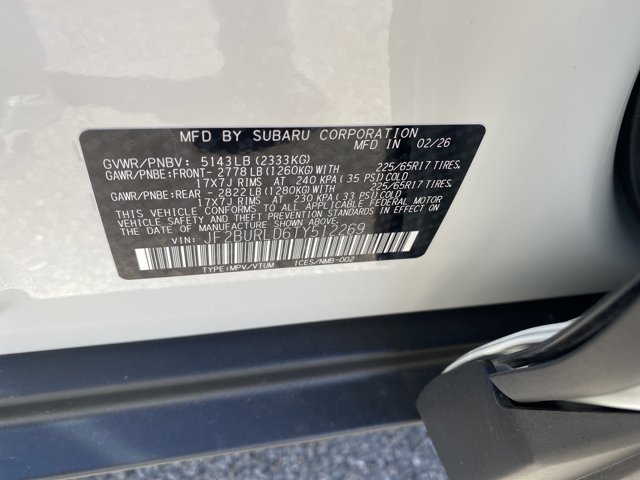 MFD BY SUBARU CORPORATION
MFD IN 02/26
GVWR/PNBV: 5143LB (2333KG)
GAWR/PNBE:FRONT- 2778 LB (1260KG) WITH 225/65R17 TIRES,
17X7J RIMS AT 240 KPA (35 PSI) COLD
GAWR/PNBE:REAR - 2822LB (1280KG) WITH 225/65R17 TIRES,
17X7J RIMS AT 230 KPA (33 PSI) COLD
THIS VEHICLE CONFORMS TO ALL APPLICABLE FEDERAL MOTOR
VEHICLE SAFETY AND THEFT PREVENTION STANDARDS IN EFFECT ON
THE DATE OF MANUFACTURE SHOWN ABOVE.
VIN: JF2BURLD6TY512269
TYPE:MPV/VTUM ICES/NMB-002